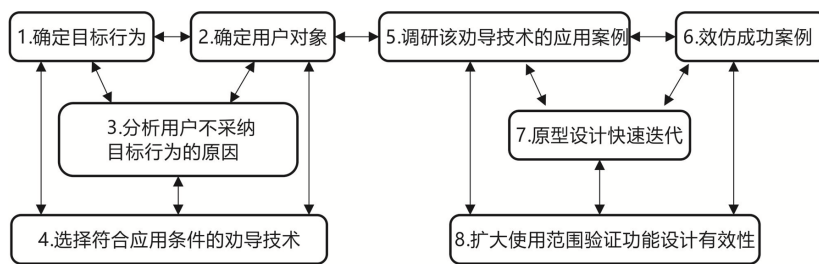 1.确定目标行为
2.确定用户对象
5.调研该劝导技术的应用案例
6.效仿成功案例
3.分析用户不采纳
目标行为的原因
7.原型设计快速迭代
4.选择符合应用条件的劝导技术
8.扩大使用范围验证功能设计有效性